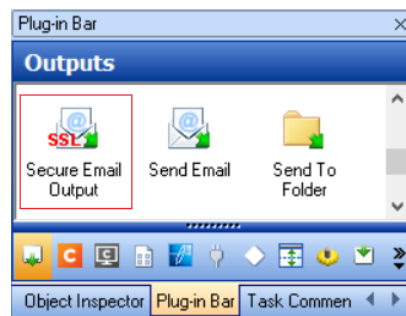 Plug-in Bar
Outputs
SSL
Secure Email
Output
Send Email
Send To
Folder
Object Inspector
Plug-in Bar
Task Commen